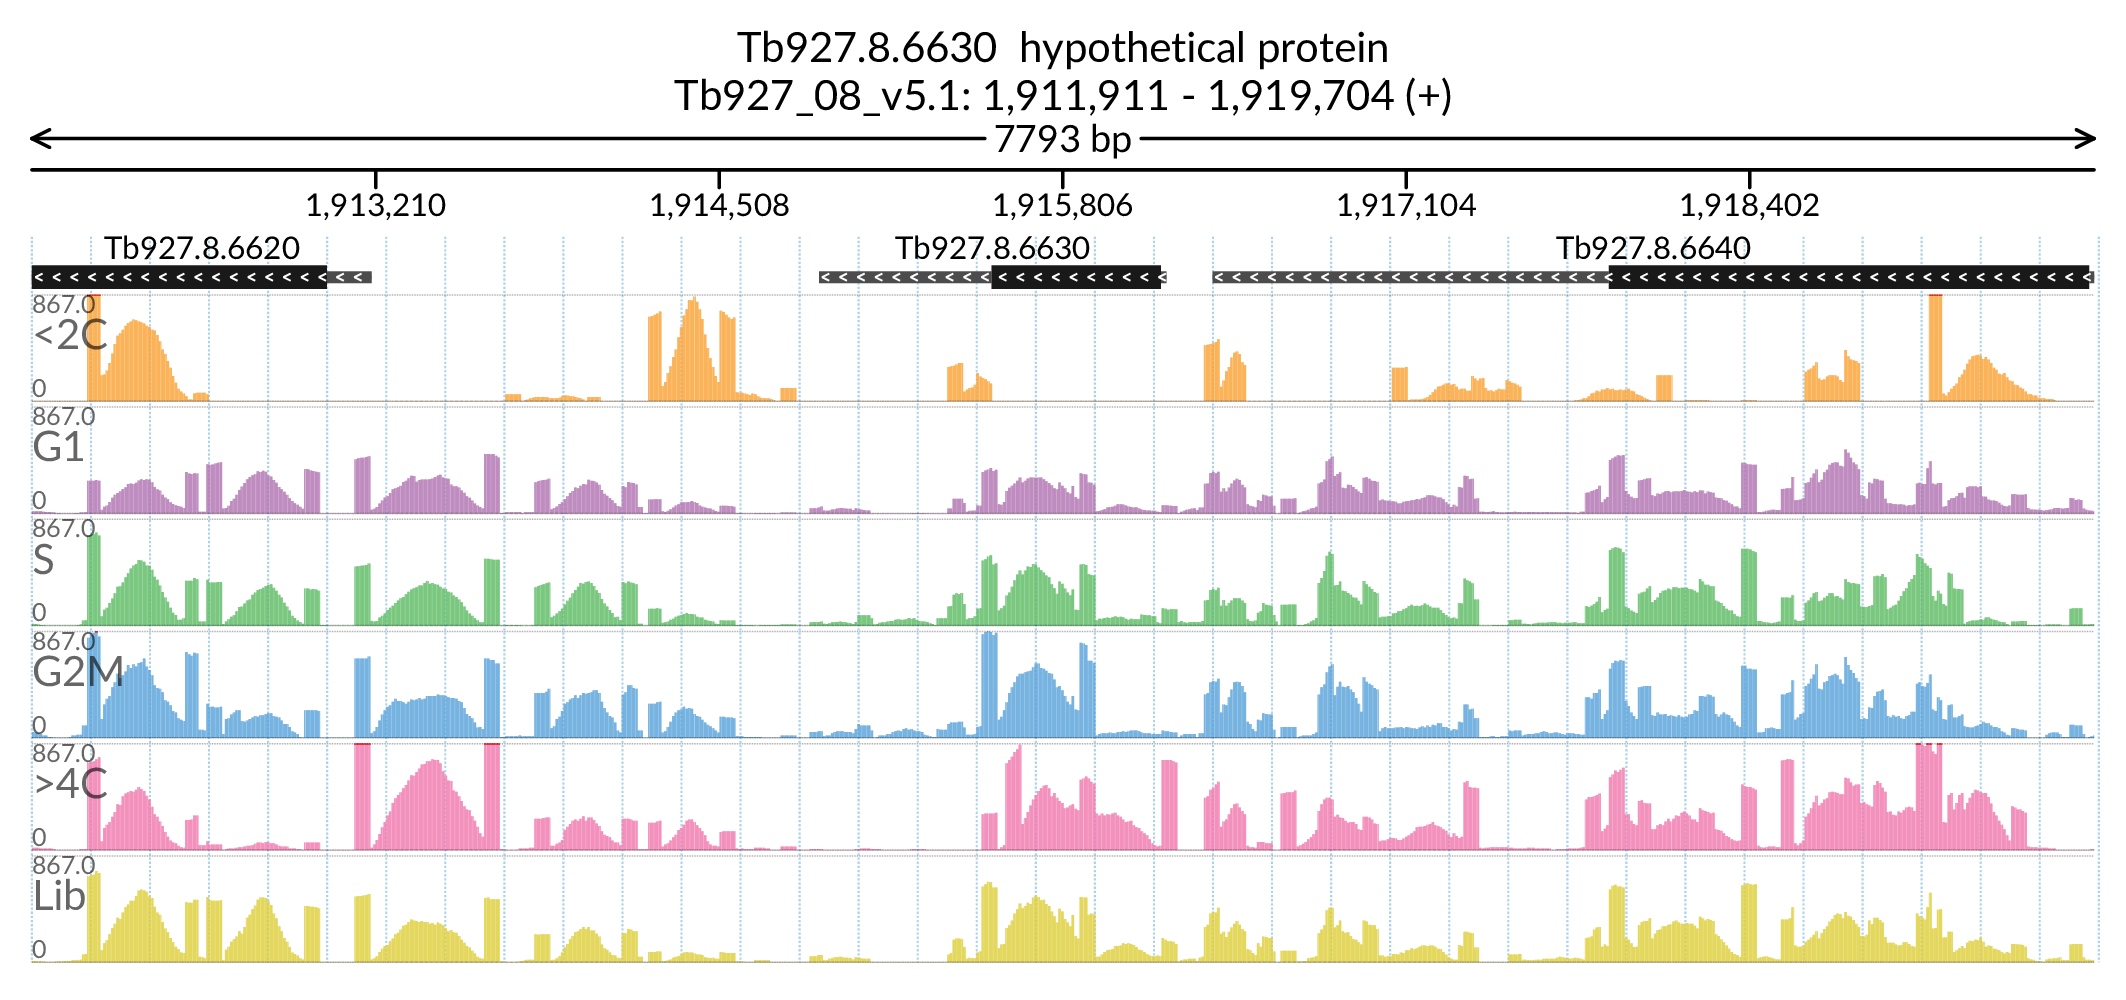 Tb927.8.6630  hypothetical protein
Tb927_08_v5.1: 1,911,911 - 1,919,704 (+)
7793 bp
1,913,210 1,914,508 1,915,806 1,917,104 1,918,402
Tb927.8.6620 Tb927.8.6630 Tb927.8.6640
867.0
<2C
0
867.0
G1
0
867.0
S
0
867.0
G2M
0
867.0
>4C
0
867.0
Lib
0